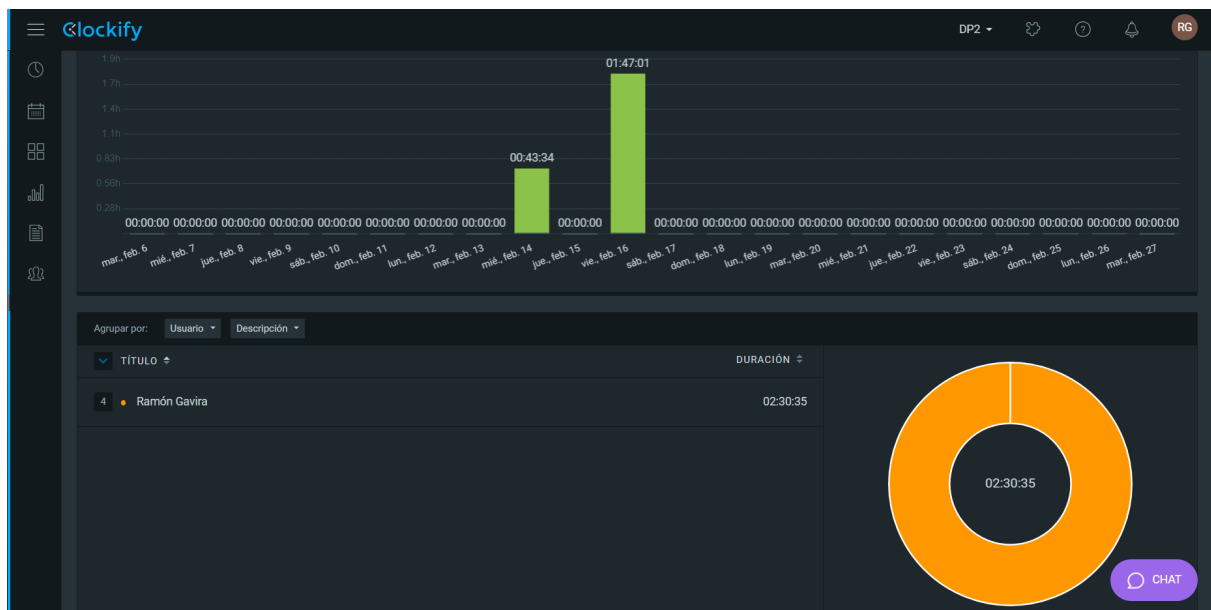 Clockify
DP2
?
RG
1.9h
01:47:01
1.7h
1.4h
1.1h
0.83h
00:43:34
0.56h
0.28h
00:00:00 00:00:00 00:00:00 00:00:00 00:00:00 00:00:00 00:00:00 00:00:00 00:00:00 00:00:00 00:00:00 00:00:00 00:00:00 00:00:00 00:00:00 00:00:00 00:00:00 00:00:00 00:00:00 00:00:00
mar., feb. 6 mié., feb. 7 jue., feb. 8 vie., feb. 9 sáb., feb. 10 dom., feb. 11 lun., feb. 12 mar., feb. 13 mié., feb. 14 jue., feb. 15 vie., feb. 16 sáb., feb. 17 dom., feb. 18 lun., feb. 19 mar., feb. 20 mié., feb. 21 jue., feb. 22 vie., feb. 23 sáb., feb. 24 dom., feb. 25 lun., feb. 26 mar., feb. 27
Agrupar por: Usuario Descripción
TÍTULO DURACIÓN
4 Ramón Gavira 02:30:35
02:30:35
CHAT